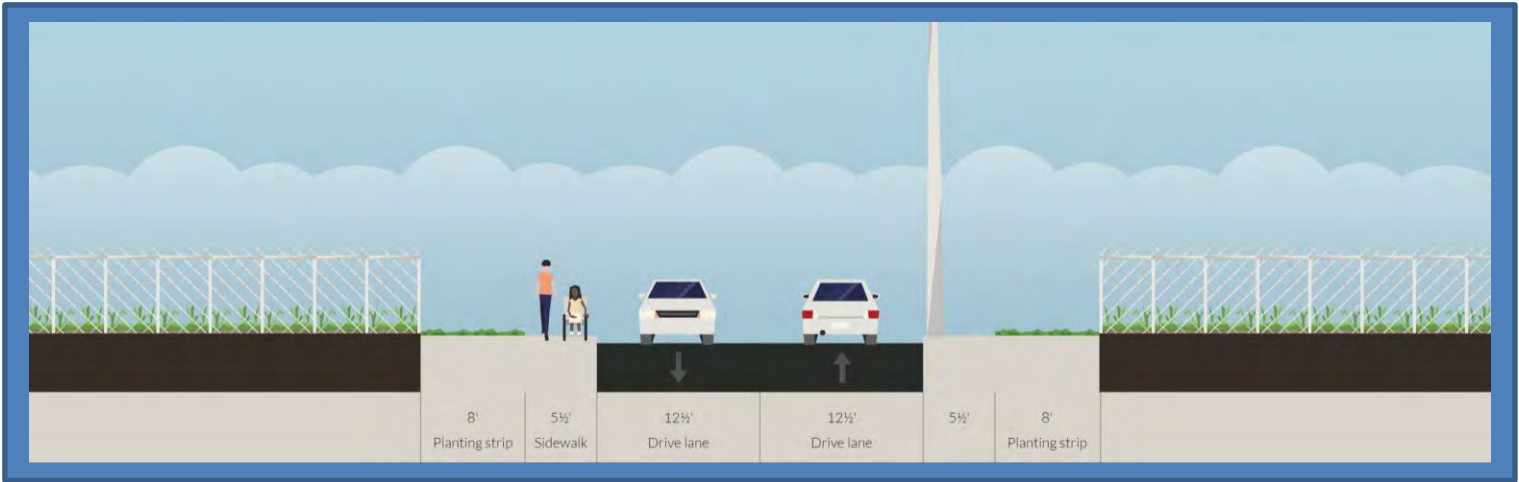 8' 5½' 12½' 12½' 5½' 8'
Planting strip Sidewalk Drive lane Drive lane Planting strip